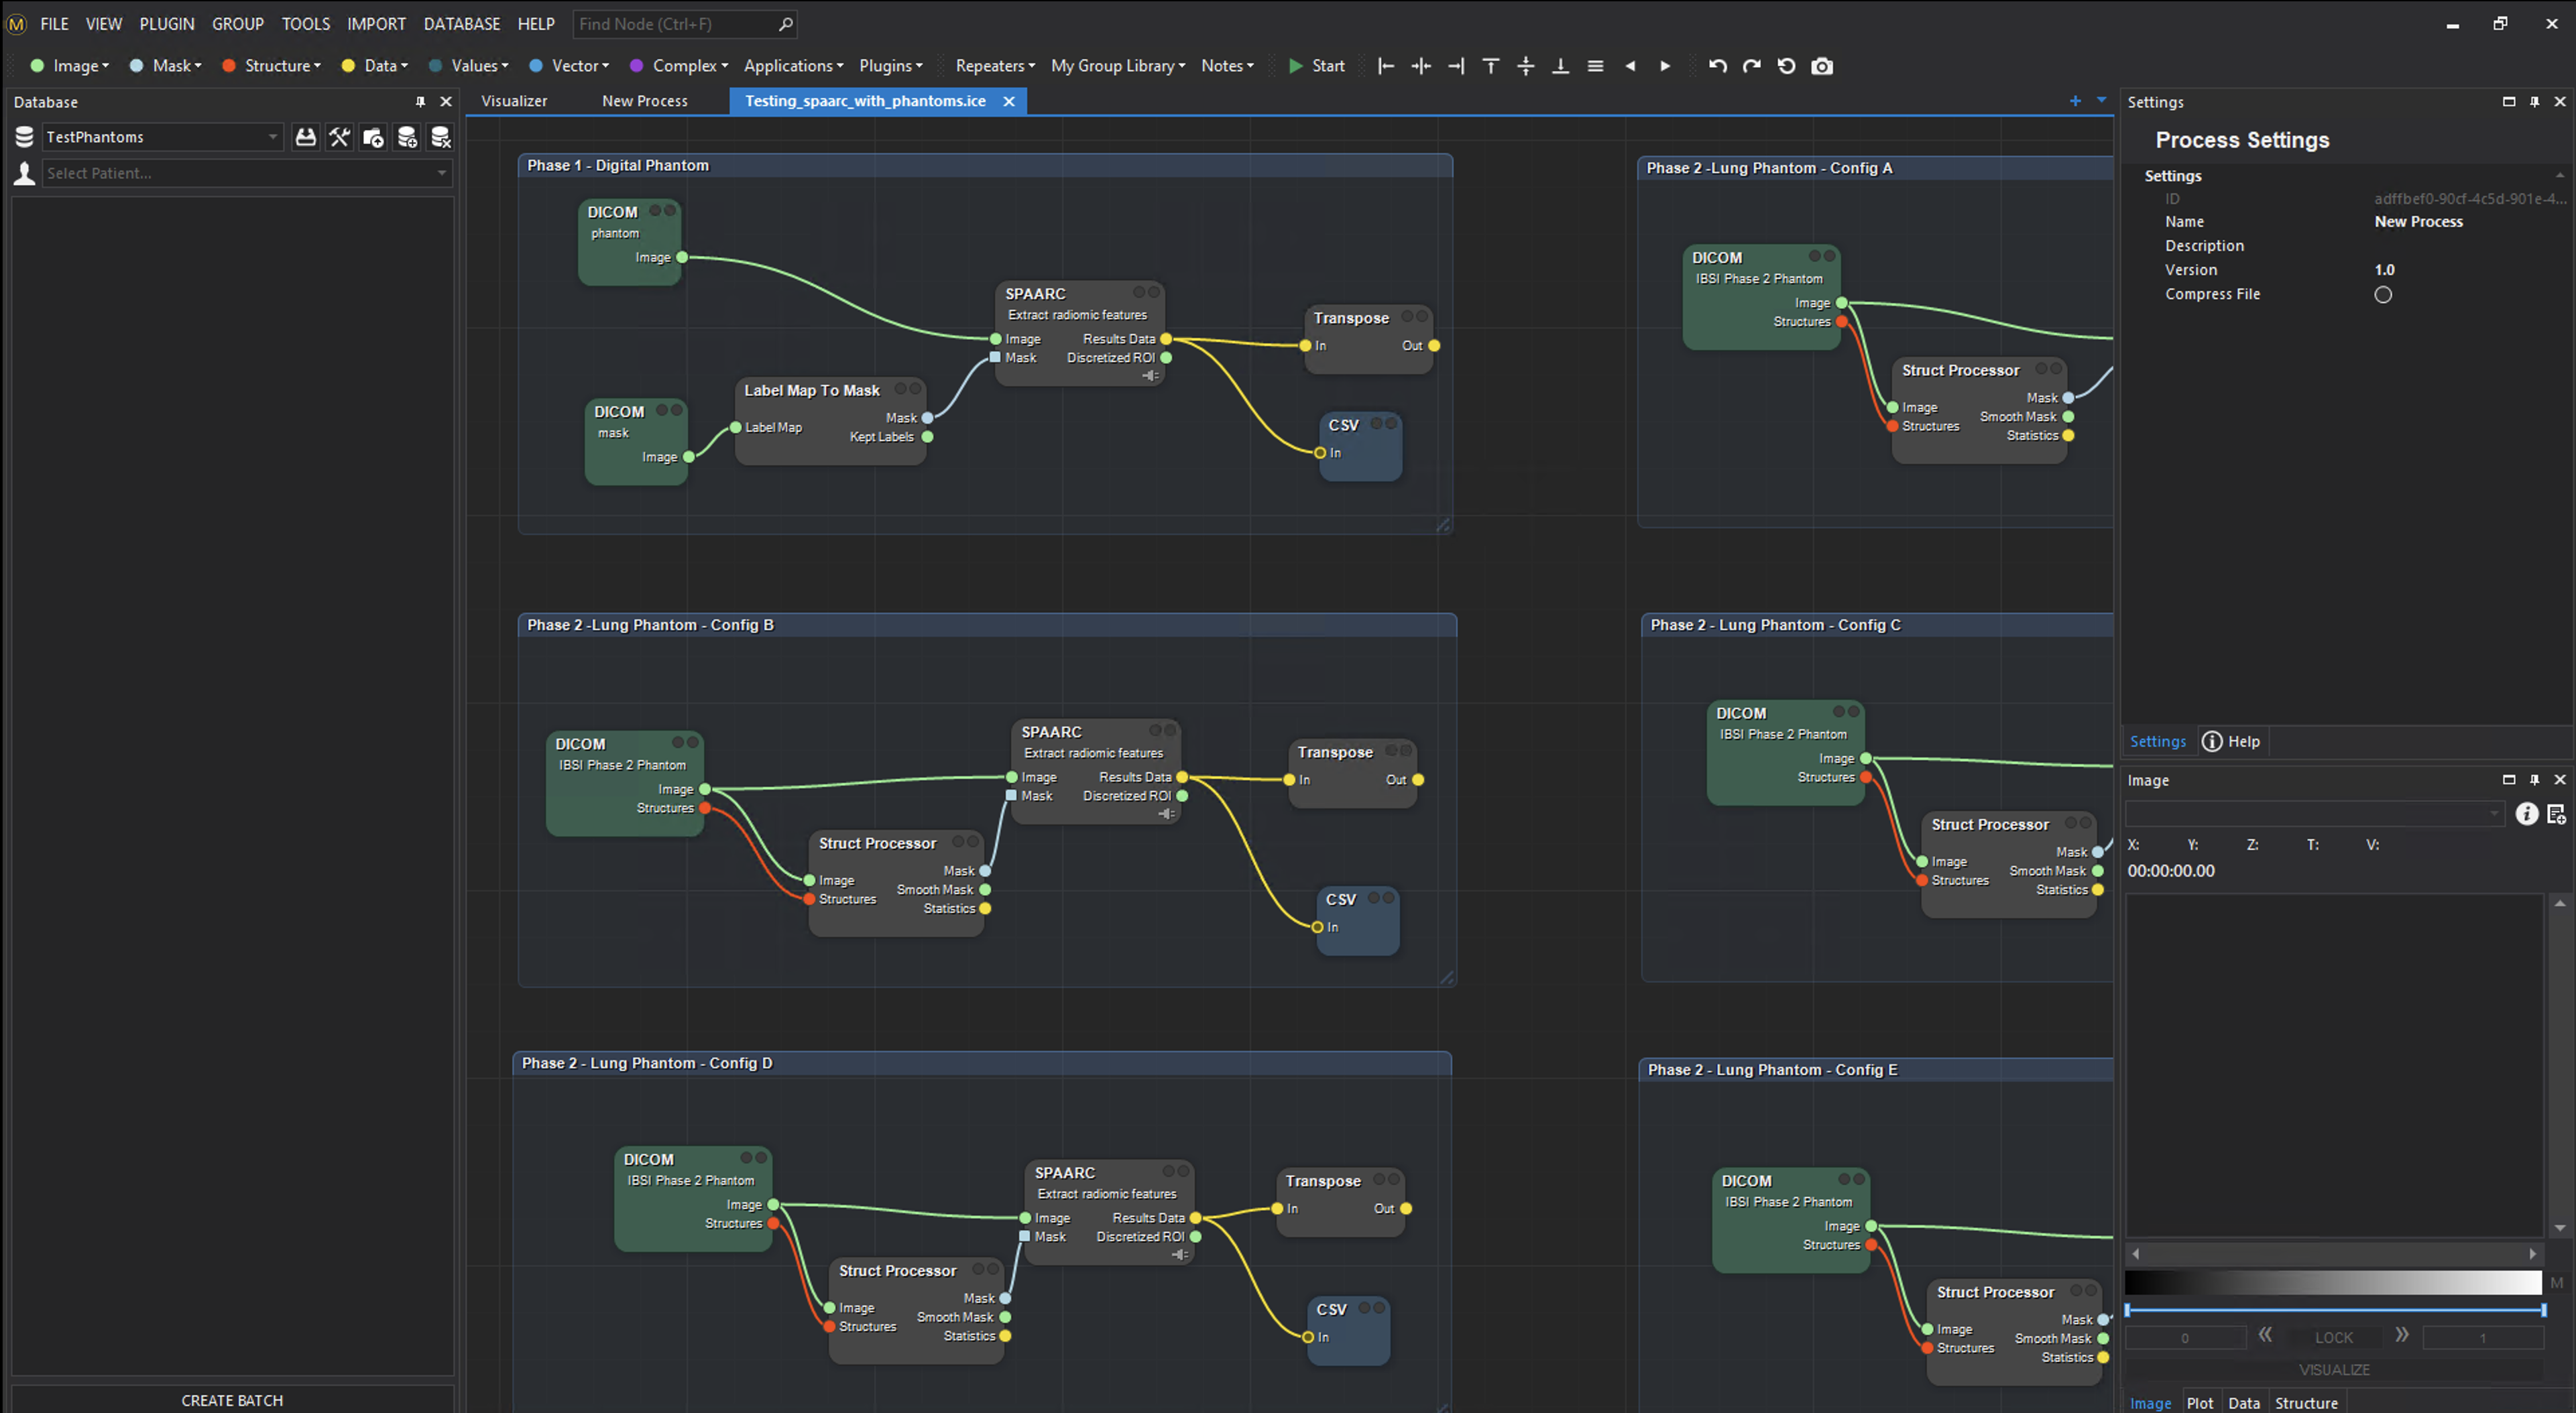 M FILE VIEW PLUGIN GROUP TOOLS IMPORT DATABASE HELP Find Node (Ctrl+F)
Image Mask Structure Data Values Vector Complex Applications Plugins Repeaters My Group Library Notes Start
Database
TestPhantoms
Select Patient...
CREATE BATCH
Visualizer New Process Testing_spaarc_with_phantoms.ice
Phase 1 - Digital Phantom
DICOM
phantom
Image
DICOM
mask
Image
Label Map To Mask
Mask
Label Map
Kept Labels
SPAARC
Extract radiomic features
Image Results Data
Mask Discretized ROI
Transpose
In Out
CSV
In
Phase 2 -Lung Phantom - Config A
DICOM
IBSI Phase 2 Phantom
Image
Structures
Struct Processor
Mask
Image
Smooth Mask
Structures
Statistics
Phase 2 -Lung Phantom - Config B
DICOM
IBSI Phase 2 Phantom
Image
Structures
Struct Processor
Mask
Image
Smooth Mask
Structures
Statistics
SPAARC
Extract radiomic features
Image Results Data
Mask Discretized ROI
Transpose
In Out
CSV
In
Phase 2 - Lung Phantom - Config C
DICOM
IBSI Phase 2 Phantom
Image
Structures
Struct Processor
Mask
Image
Smooth Mask
Structures
Statistics
Phase 2 - Lung Phantom - Config D
DICOM
IBSI Phase 2 Phantom
Image
Structures
Struct Processor
Mask
Image
Smooth Mask
Structures
Statistics
SPAARC
Extract radiomic features
Image Results Data
Mask Discretized ROI
Transpose
In Out
CSV
In
Phase 2 - Lung Phantom - Config E
DICOM
IBSI Phase 2 Phantom
Image
Structures
Struct Processor
Mask
Image
Smooth Mask
Structures
Statistics
Settings
Process Settings
Settings
ID adffbef0-90cf-4c5d-901e-4...
Name New Process
Description
Version 1.0
Compress File
Settings Help
Image
X: Y: Z: T: V:
00:00:00.00
M
0 LOCK 1
VISUALIZE
Image Plot Data Structure